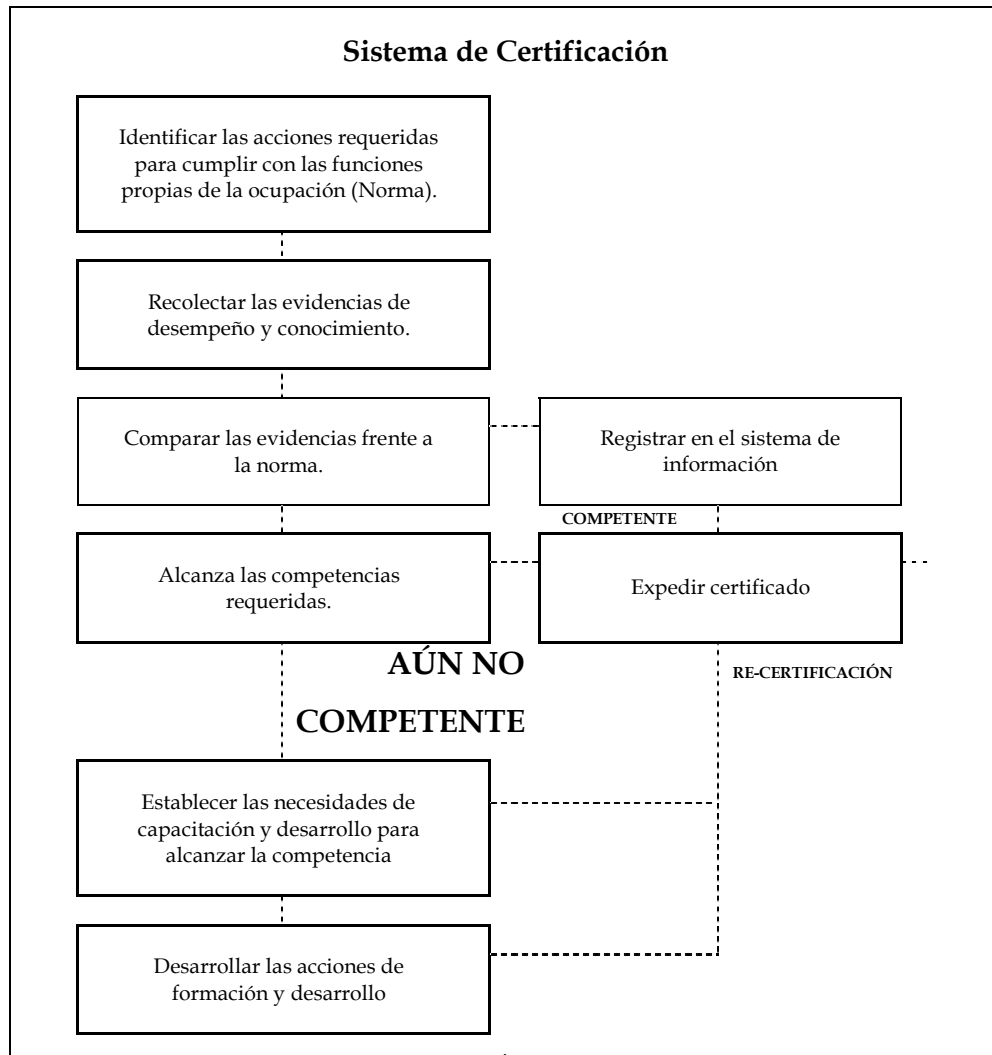 Sistema de Certificación
Identificar las acciones requeridas
para cumplir con las funciones
propias de la ocupación (Norma).
Recolectar las evidencias de
desempeño y conocimiento.
Comparar las evidencias frente a
la norma.
Registrar en el sistema de
información
COMPETENTE
Alcanza las competencias
requeridas.
Expedir certificado
AÚN NO
COMPETENTE
RE-CERTIFICACIÓN
Establecer las necesidades de
capacitación y desarrollo para
alcanzar la competencia
Desarrollar las acciones de
formación y desarrollo